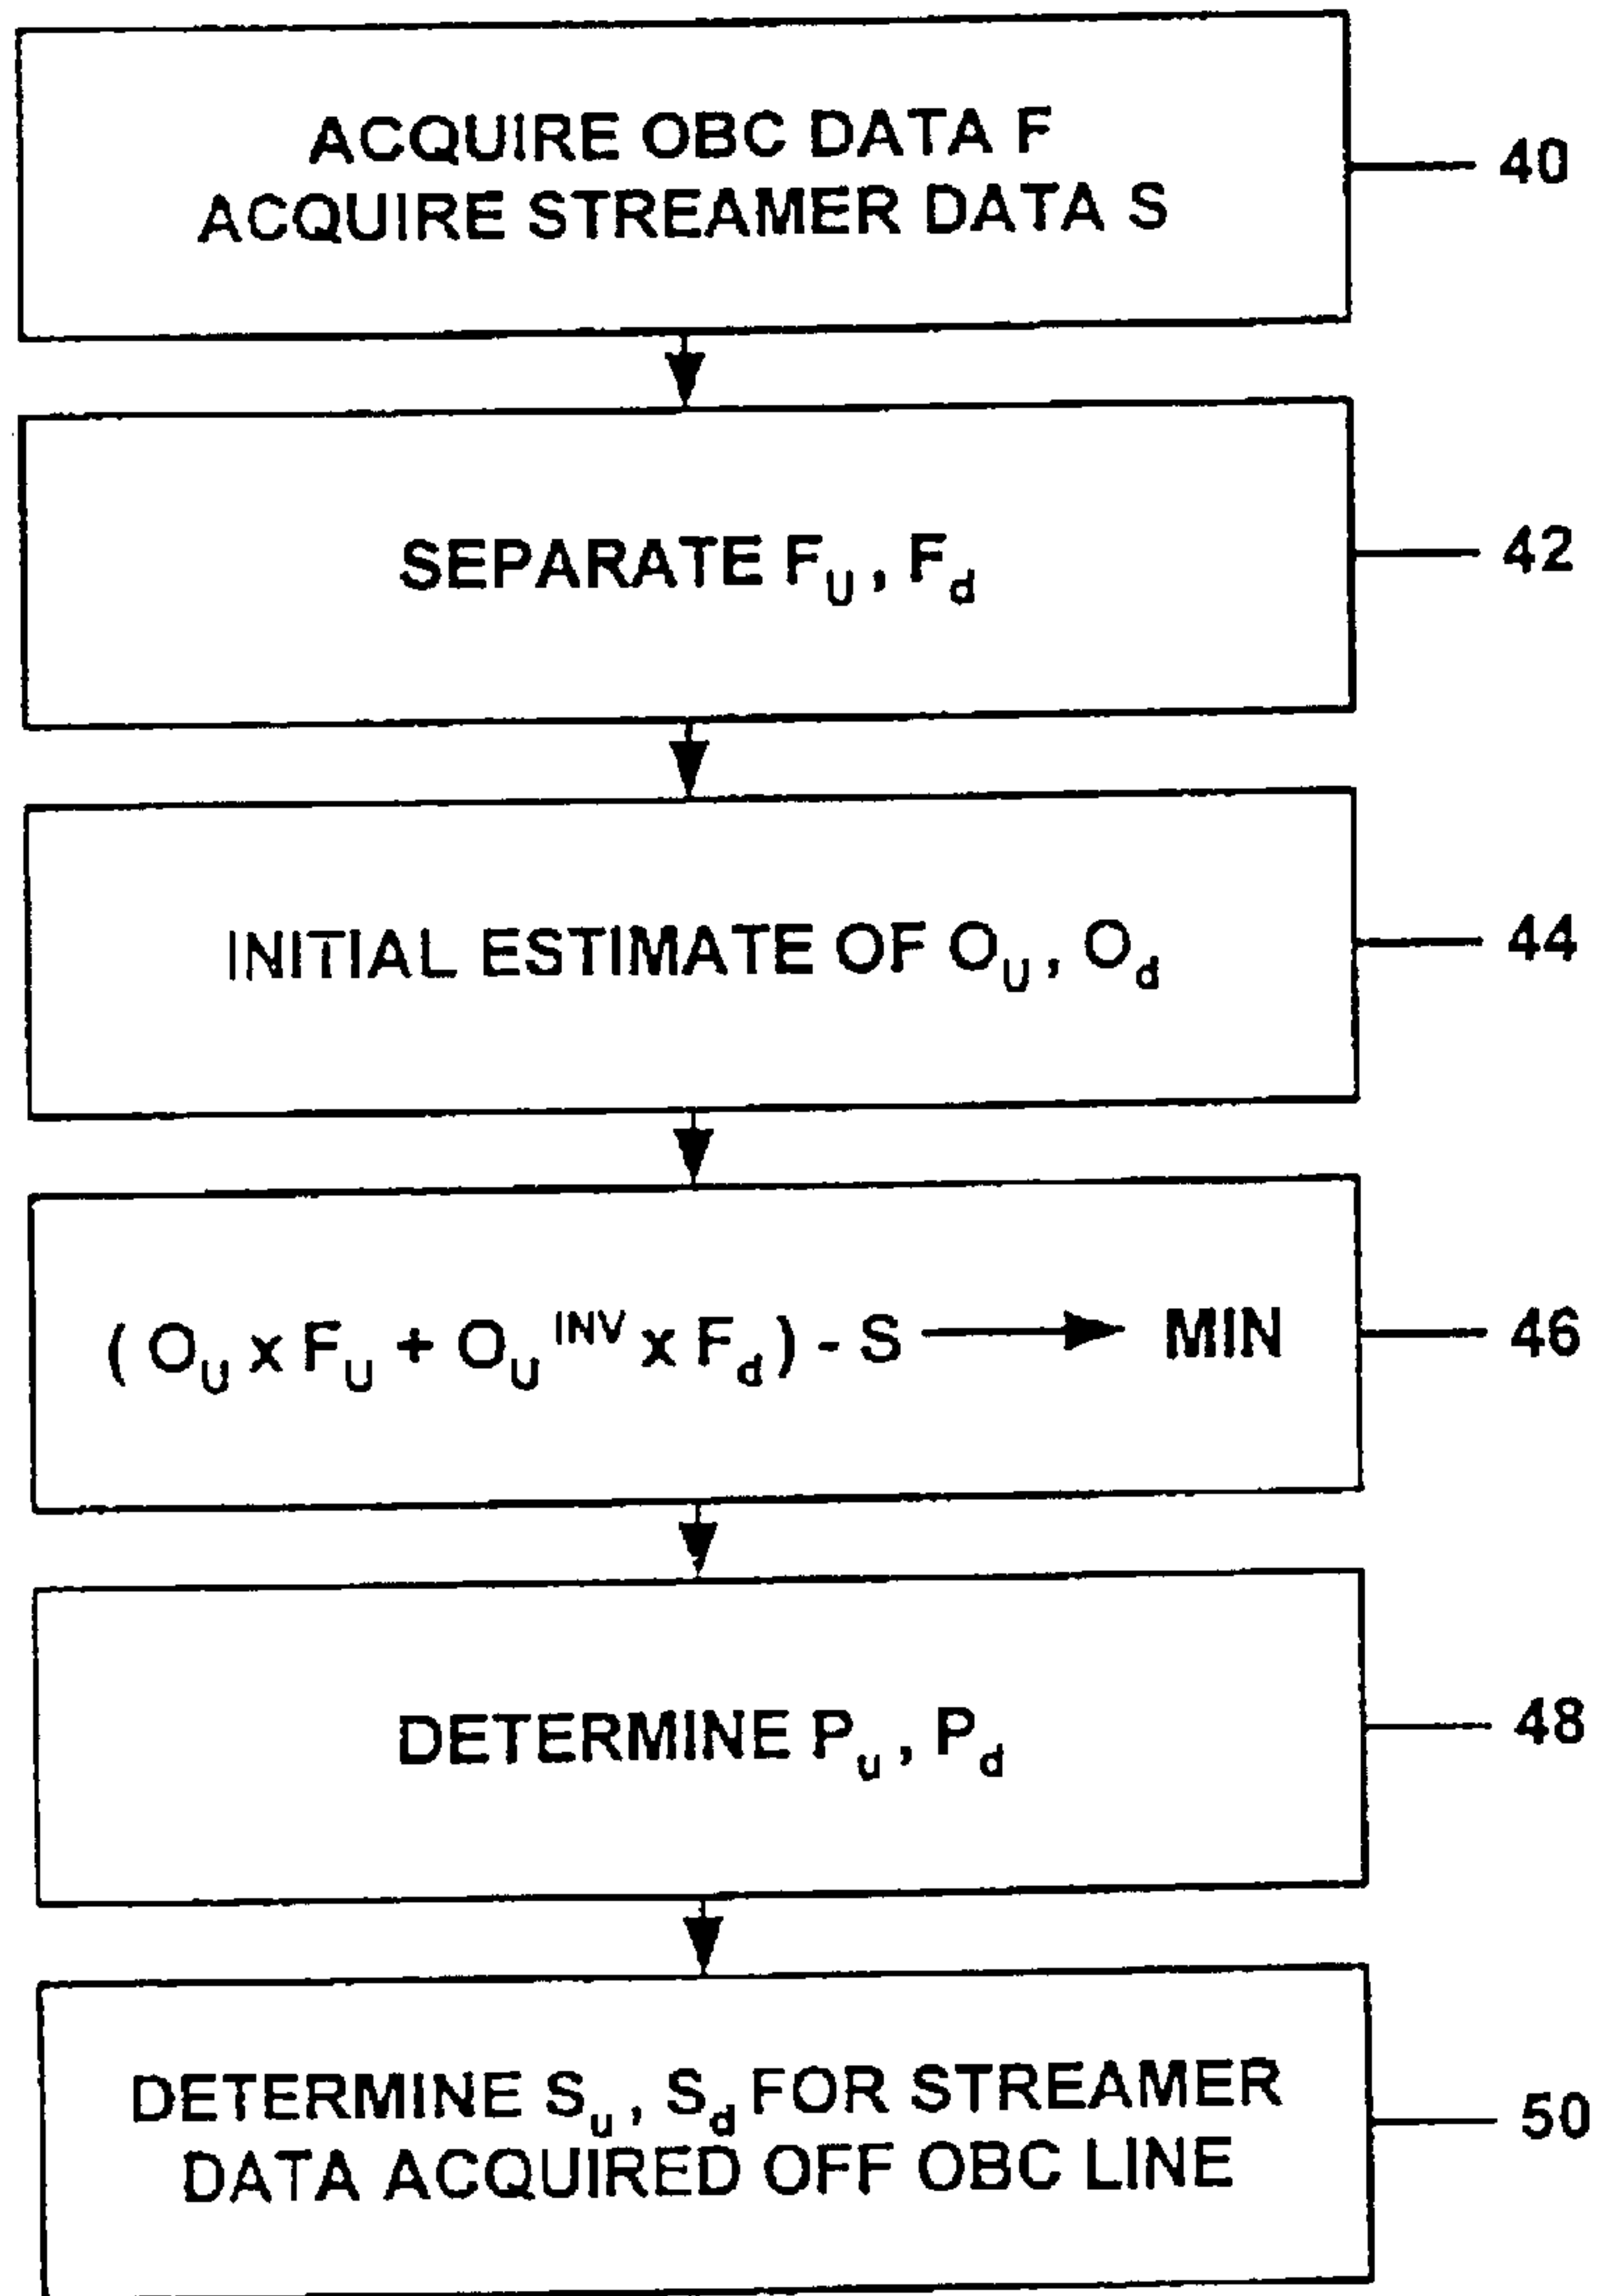 ACQUIRE OBC DATA F
ACQUIRE STREAMER DATA S
40
SEPARATE F_U, F_d
42
INITIAL ESTIMATE OF O_U, O_d
44
(O_U x F_U + O_U^INV x F_d) - S → MIN
46
DETERMINE P_u, P_d
48
DETERMINE S_u, S_d FOR STREAMER
DATA ACQUIRED OFF OBC LINE
50